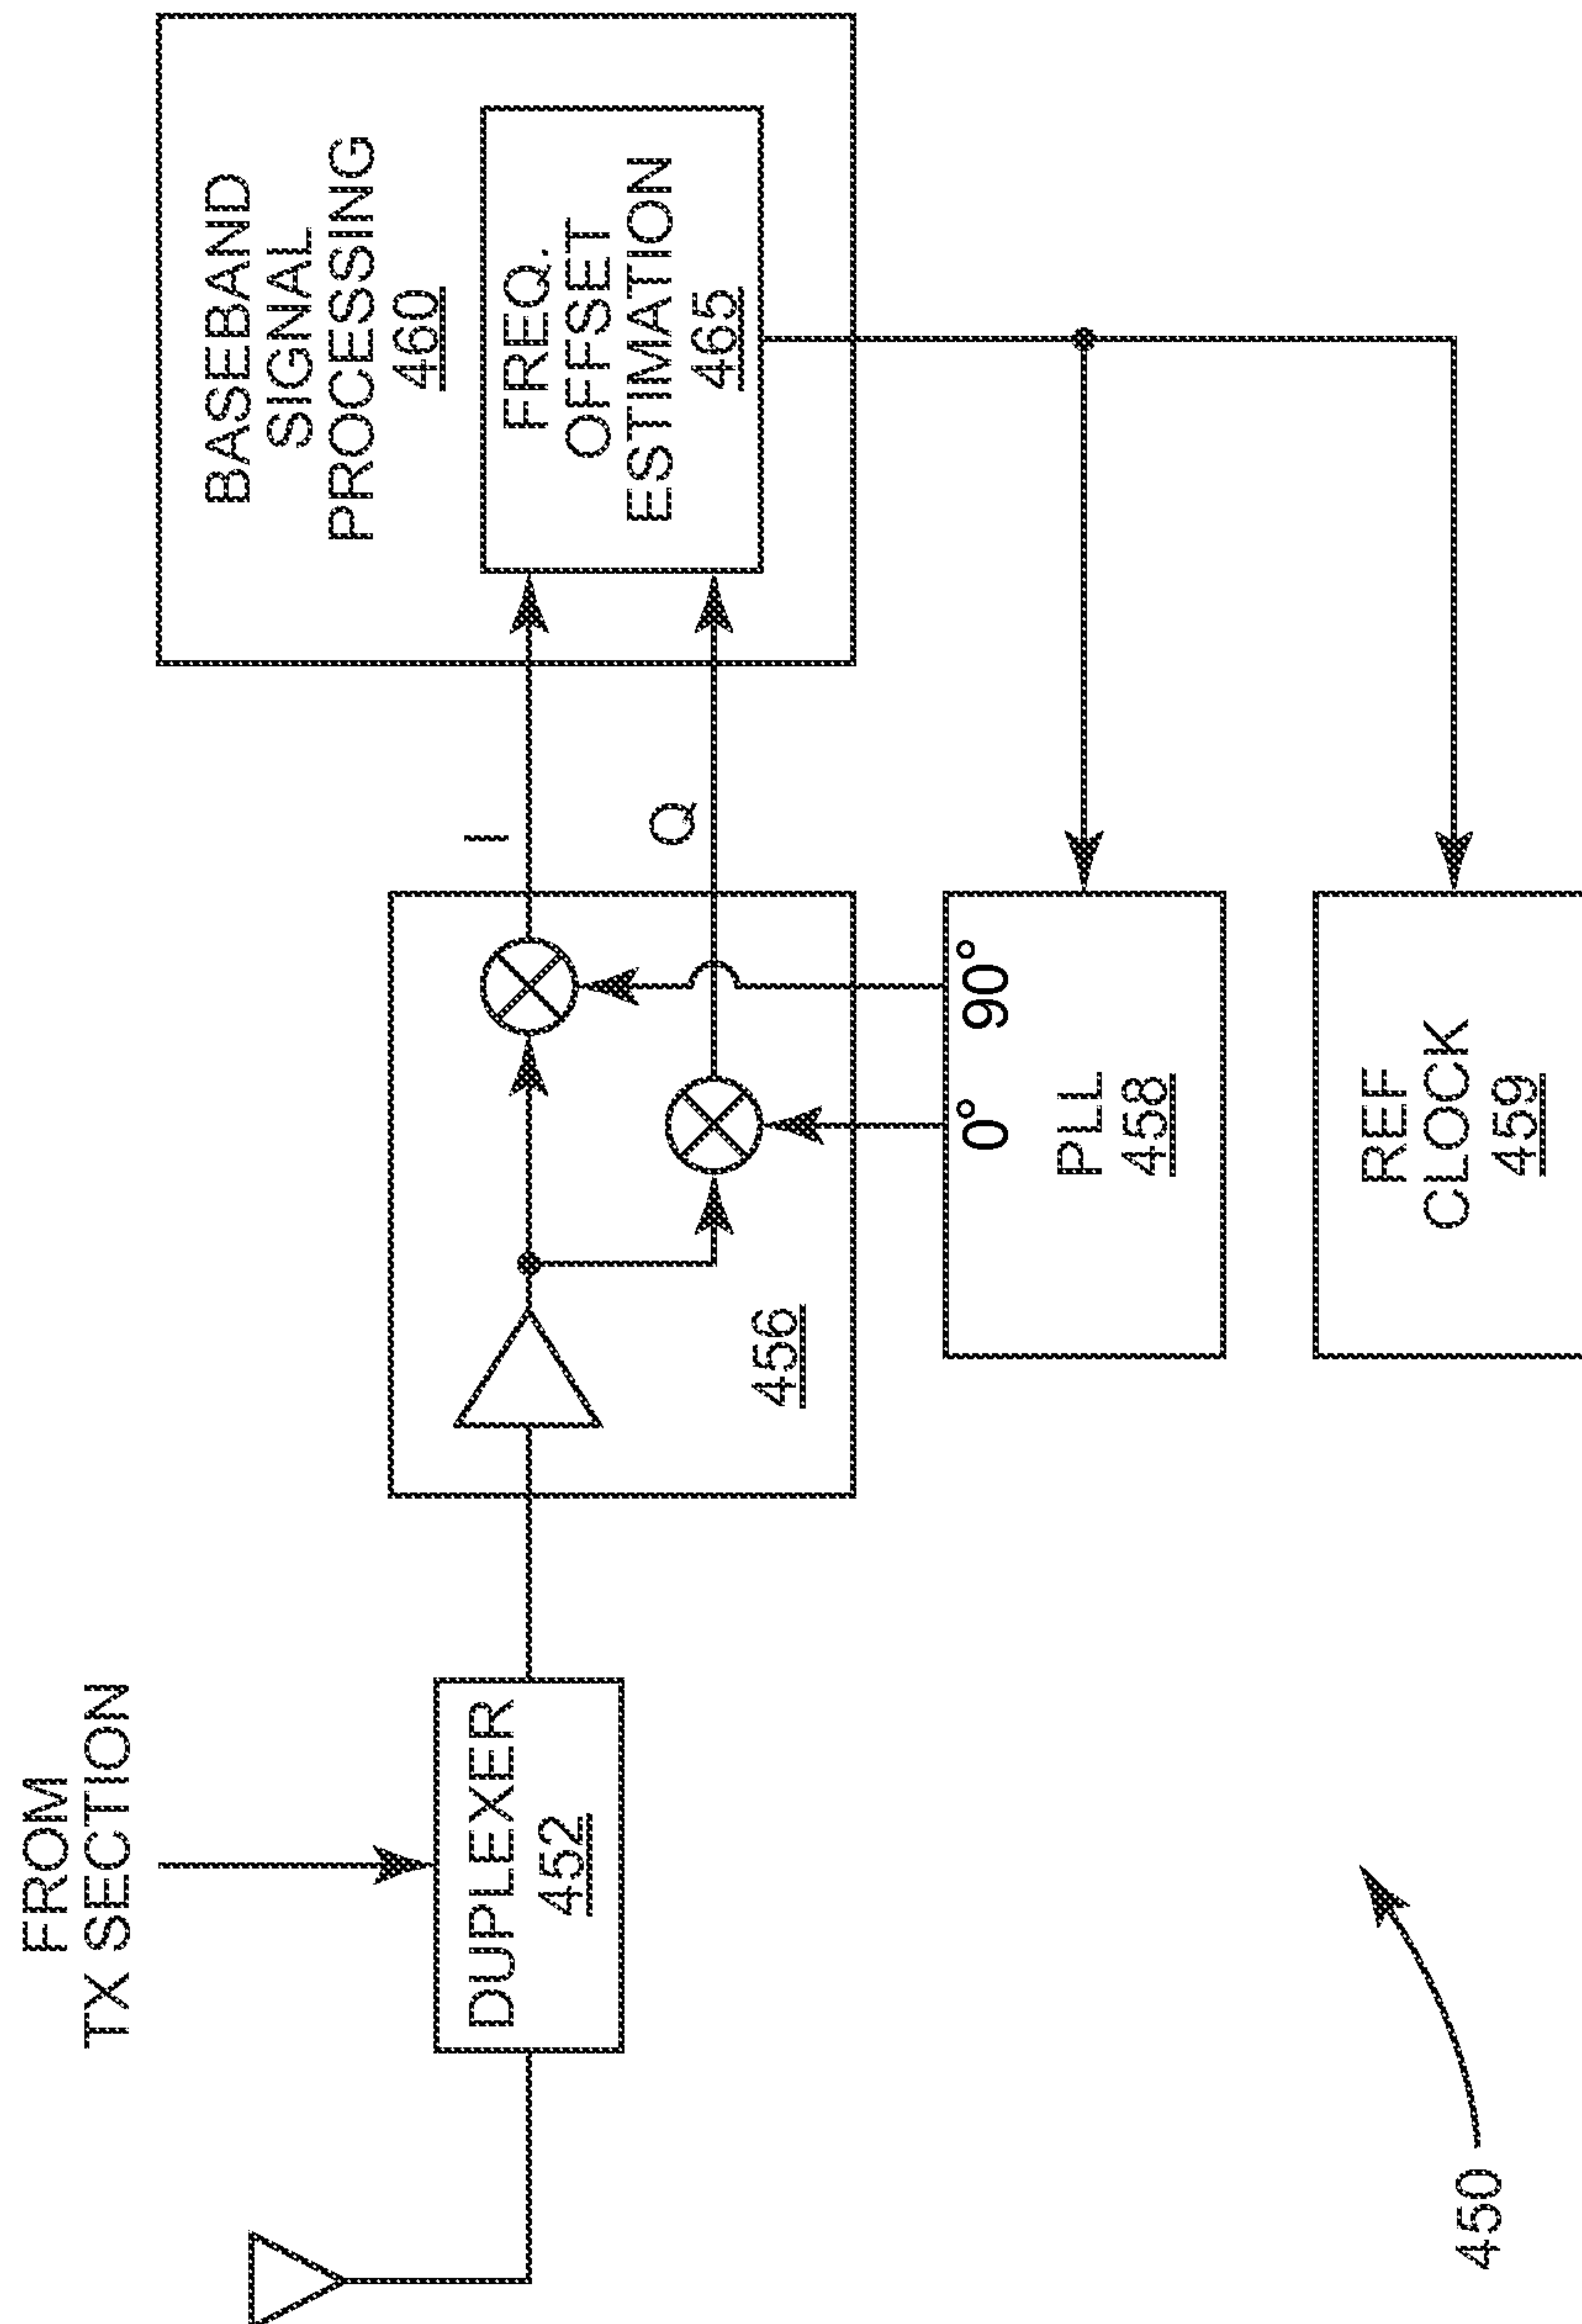 FROM
TX SECTION
DUPLEXER
452
456
I
Q
BASEBAND
SIGNAL
PROCESSING
460
FREQ.
OFFSET
ESTIMATION
465
0° 90°
PLL
458
REF
CLOCK
459
450